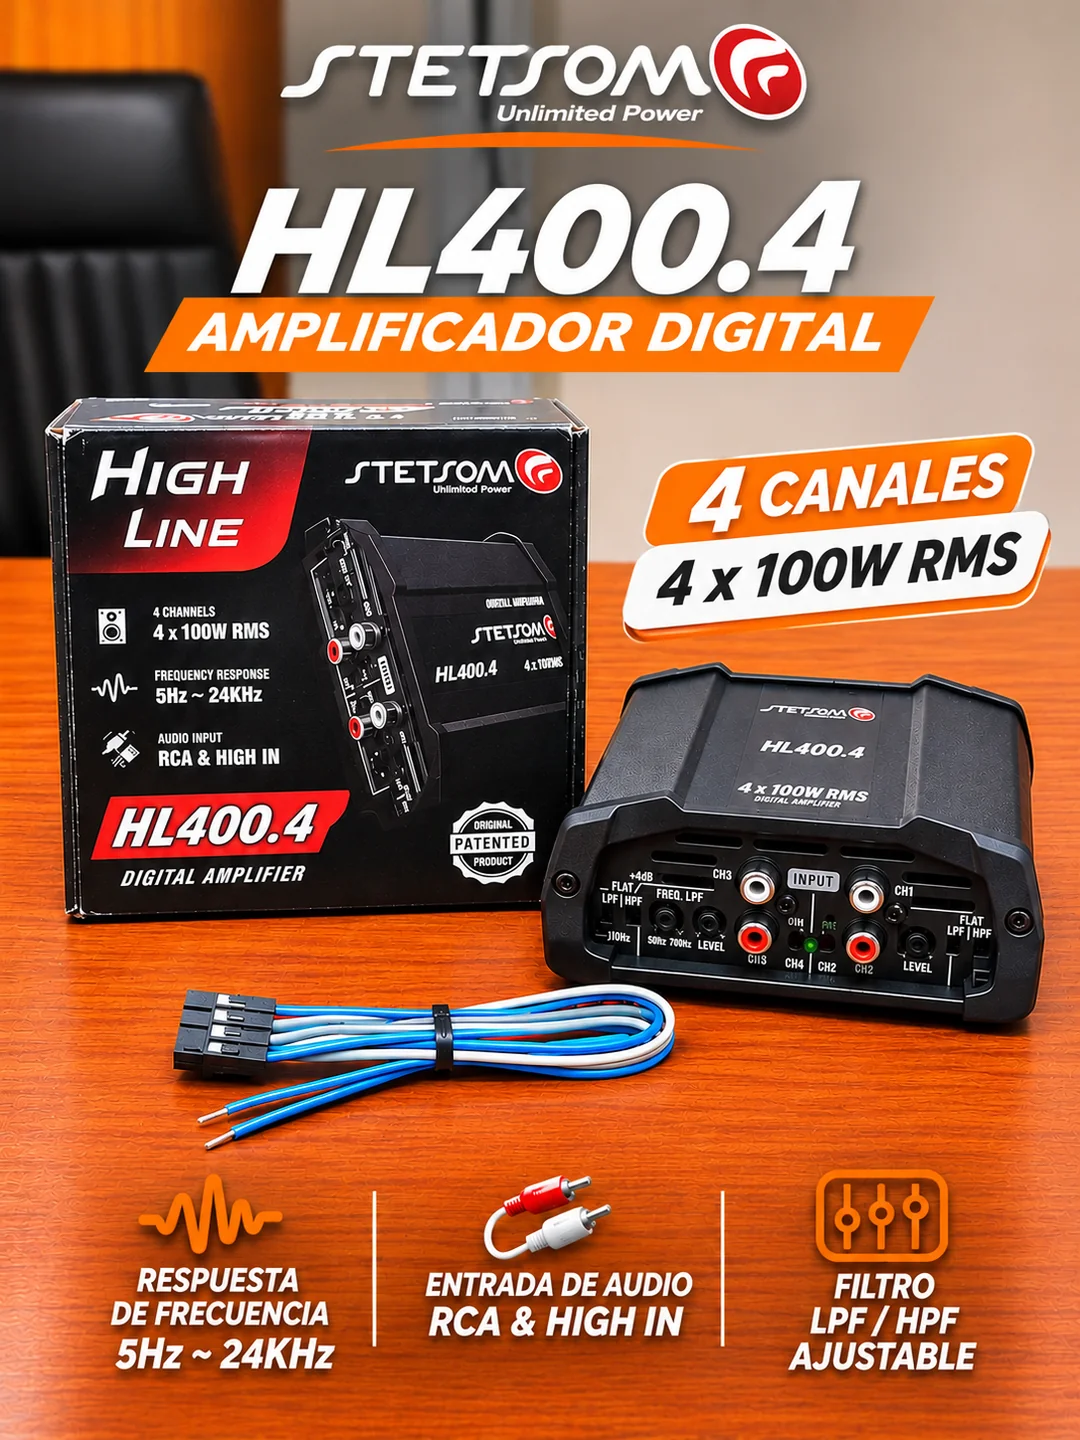 STETSOM
Unlimited Power
HL400.4
AMPLIFICADOR DIGITAL
HIGH
LINE
STETSOM
Unlimited Power
4 CHANNELS
4 x 100W RMS
FREQUENCY RESPONSE
5Hz ~ 24KHz
AUDIO INPUT
RCA & HIGH IN
HL400.4
DIGITAL AMPLIFIER
STETSOM
HL400.4
INPUT
ORIGINAL
PATENTED
PRODUCT
4 CANALES
4 x 100W RMS
STETSOM
HL400.4
4 x 100W RMS
DIGITAL AMPLIFIER
+4dB
FLAT
LPF HPF
FREQ. LPF
CH3
INPUT
CH1
FLAT
LPF HPF
700Hz
LEVEL
CH4
CH2
CH2
LEVEL
RESPUESTA
DE FRECUENCIA
5Hz ~ 24KHz
ENTRADA DE AUDIO
RCA & HIGH IN
FILTRO
LPF / HPF
AJUSTABLE